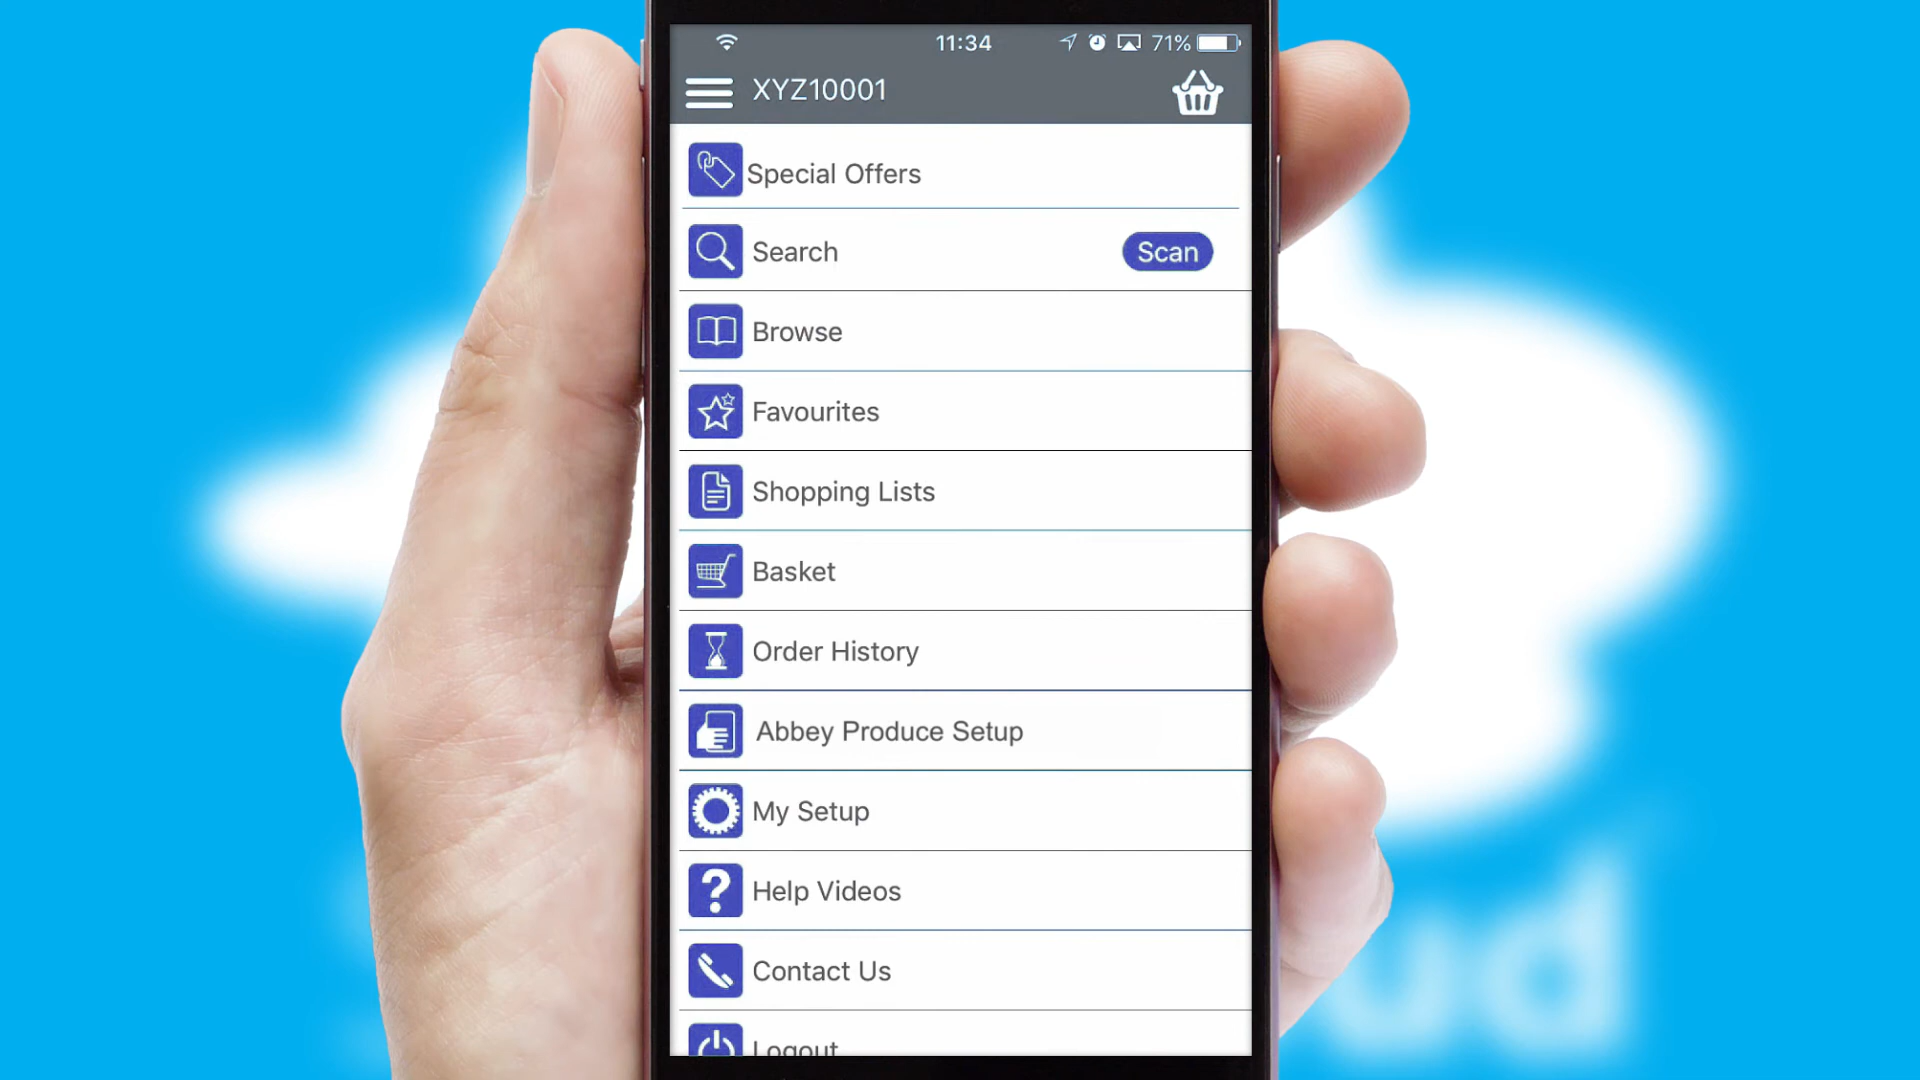 11:34
71%
XYZ10001
Special Offers
Search
Scan
Browse
Favourites
Shopping Lists
Basket
Order History
Abbey Produce Setup
My Setup
Help Videos
Contact Us
Logout
ud